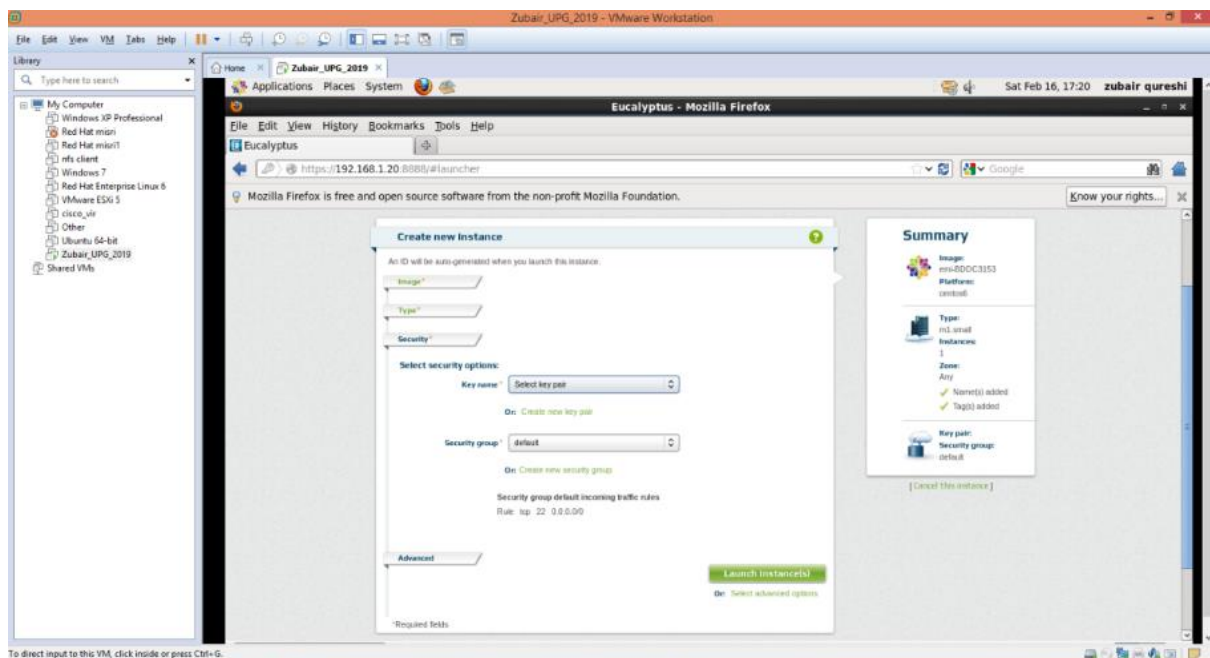 Zubair_UPG_2019 - VMware Workstation
File Edit View VM Tabs Help
Library
Type here to search
My Computer
Windows XP Professional
Red Hat misri
Red Hat misri1
nfs client
Windows 7
Red Hat Enterprise Linux 6
VMware ESXi 5
cisco_vir
Other
Ubuntu 64-bit
Zubair_UPG_2019
Shared VMs
Home
Zubair_UPG_2019
Applications Places System
Sat Feb 16, 17:20 zubair qureshi
Eucalyptus - Mozilla Firefox
File Edit View History Bookmarks Tools Help
Eucalyptus
https://192.168.1.20:8888/#launcher
Google
Mozilla Firefox is free and open source software from the non-profit Mozilla Foundation.
Know your rights...
Create new instance
An ID will be auto-generated when you launch this instance.
Image*
Type*
Security*
Select security options:
Key name* Select key pair
Or: Create new key pair
Security group* default
Or: Create new security group
Security group default incoming traffic rules
Rule: tcp 22 0.0.0.0/0
Advanced
Launch Instance(s)
Or: Select advanced options
*Required fields
Summary
Image:
emi-BDDC3153
Platform:
centos6
Type:
m1.small
Instances:
1
Zone:
Any
Name(s) added
Tag(s) added
Key pair:
Security group:
default
[ Cancel this instance ]
To direct input to this VM, click inside or press Ctrl+G.